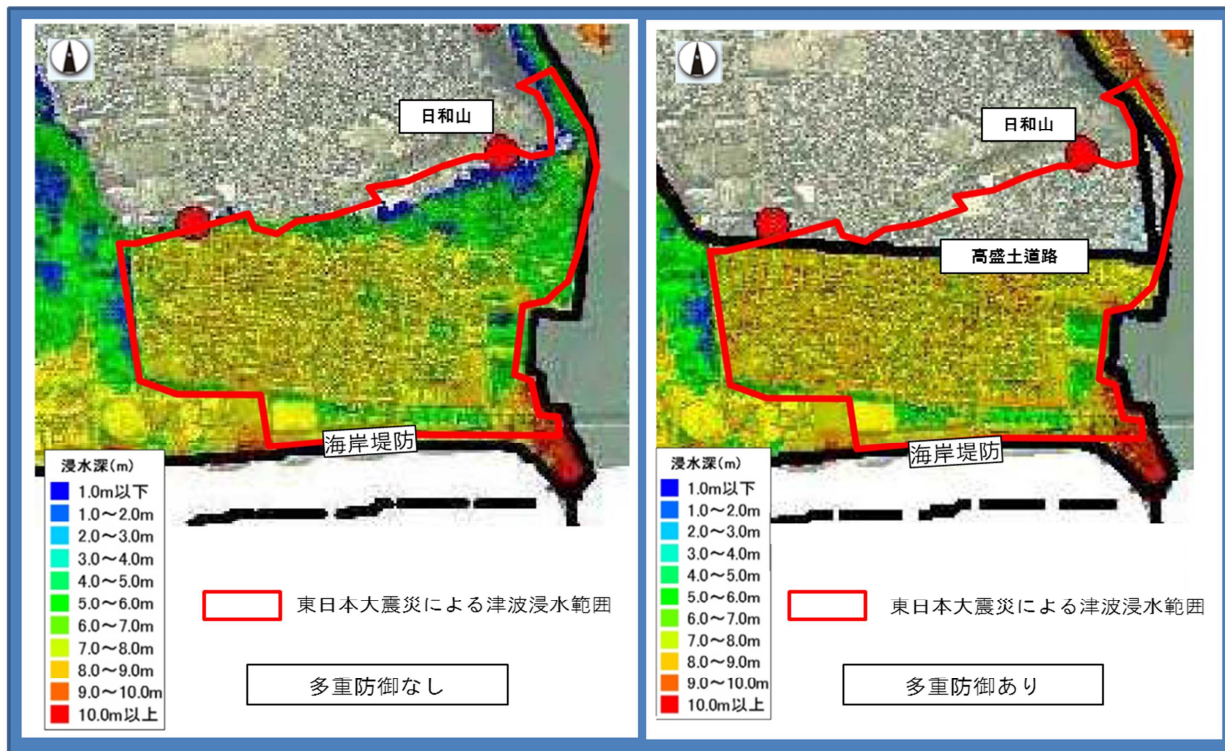 日和山
海岸堤防
浸水深(m)
1.0m以下
1.0～2.0m
2.0～3.0m
3.0～4.0m
4.0～5.0m
5.0～6.0m
6.0～7.0m
7.0～8.0m
8.0～9.0m
9.0～10.0m
10.0m以上
東日本大震災による津波浸水範囲
多重防御なし
日和山
高盛土道路
海岸堤防
浸水深(m)
1.0m以下
1.0～2.0m
2.0～3.0m
3.0～4.0m
4.0～5.0m
5.0～6.0m
6.0～7.0m
7.0～8.0m
8.0～9.0m
9.0～10.0m
10.0m以上
東日本大震災による津波浸水範囲
多重防御あり